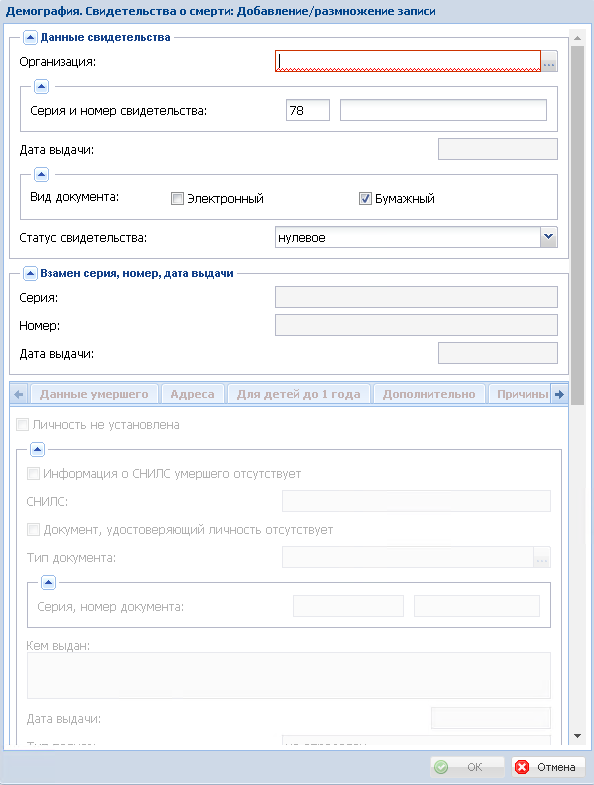 Демография. Свидетельства о смерти: Добавление/размножение записи
Данные свидетельства
Организация:
...
Серия и номер свидетельства: 78
Дата выдачи:
Вид документа: Электронный Бумажный
Статус свидетельства: нулевое
Взамен серия, номер, дата выдачи
Серия:
Номер:
Дата выдачи:
Данные умершего Адреса Для детей до 1 года Дополнительно Причины
Личность не установлена
Информация о СНИЛС умершего отсутствует
СНИЛС:
Документ, удостоверяющий личность отсутствует
Тип документа:
...
Серия, номер документа:
Кем выдан:
Дата выдачи:
OK Отмена